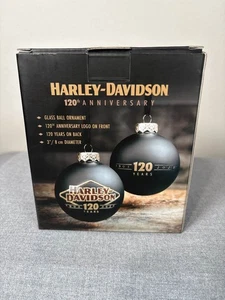 HARLEY-DAVIDSON
120th ANNIVERSARY
GLASS BALL ORNAMENT
120th ANNIVERSARY LOGO ON FRONT
120 YEARS ON BACK
3"/ 8 cm DIAMETER
120
YEARS
HARLEY-
DAVIDSON
120
YEARS